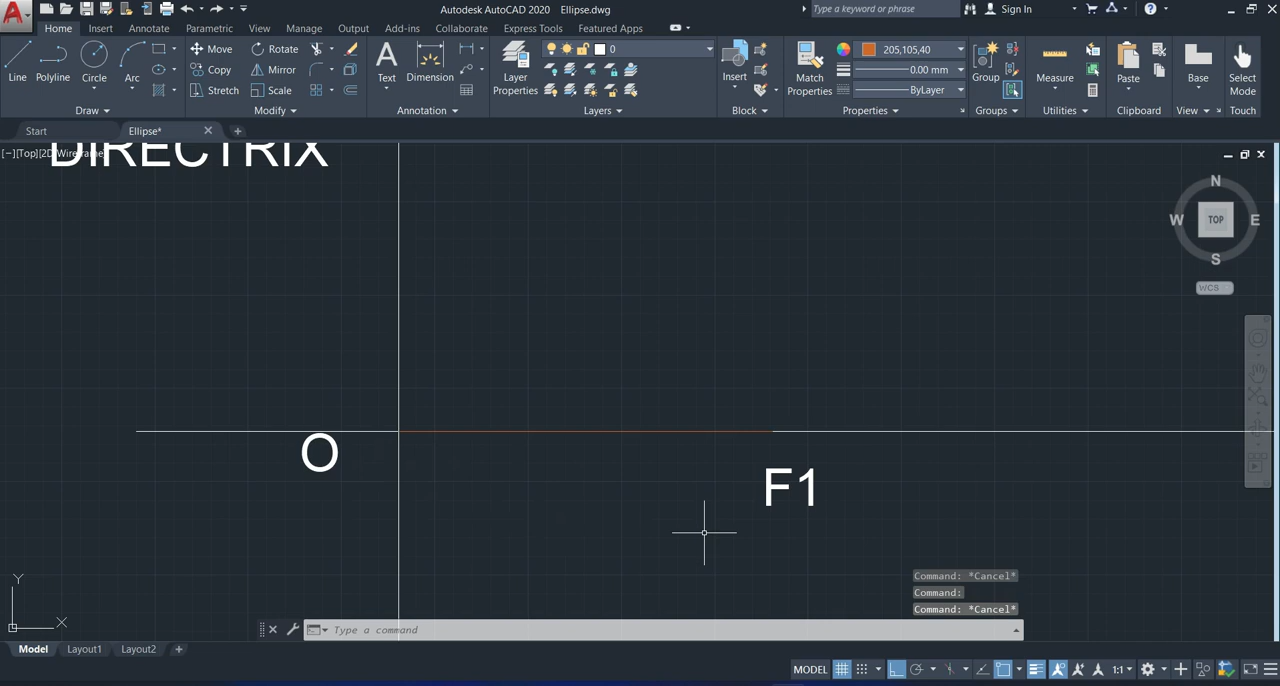 Autodesk AutoCAD 2020 Ellipse.dwg
Type a keyword or phrase
Sign In
Home Insert Annotate Parametric View Manage Output Add-ins Collaborate Express Tools Featured Apps
Line Polyline Circle Arc
Move Rotate
Copy Mirror
Stretch Scale
Text Dimension
Layer Properties
0
Insert
Match Properties
205,105,40
0.00 mm
ByLayer
Group
Measure
Paste
Base
Select Mode
Draw Modify Annotation Layers Block Properties Groups Utilities Clipboard View Touch
Start Ellipse*
[−][Top][2D Wireframe]
DIRECTRIX
N
W TOP E
S
WCS
O
F1
Y
X
Command: *Cancel*
Command:
Command: *Cancel*
Type a command
Model Layout1 Layout2
MODEL 1:1